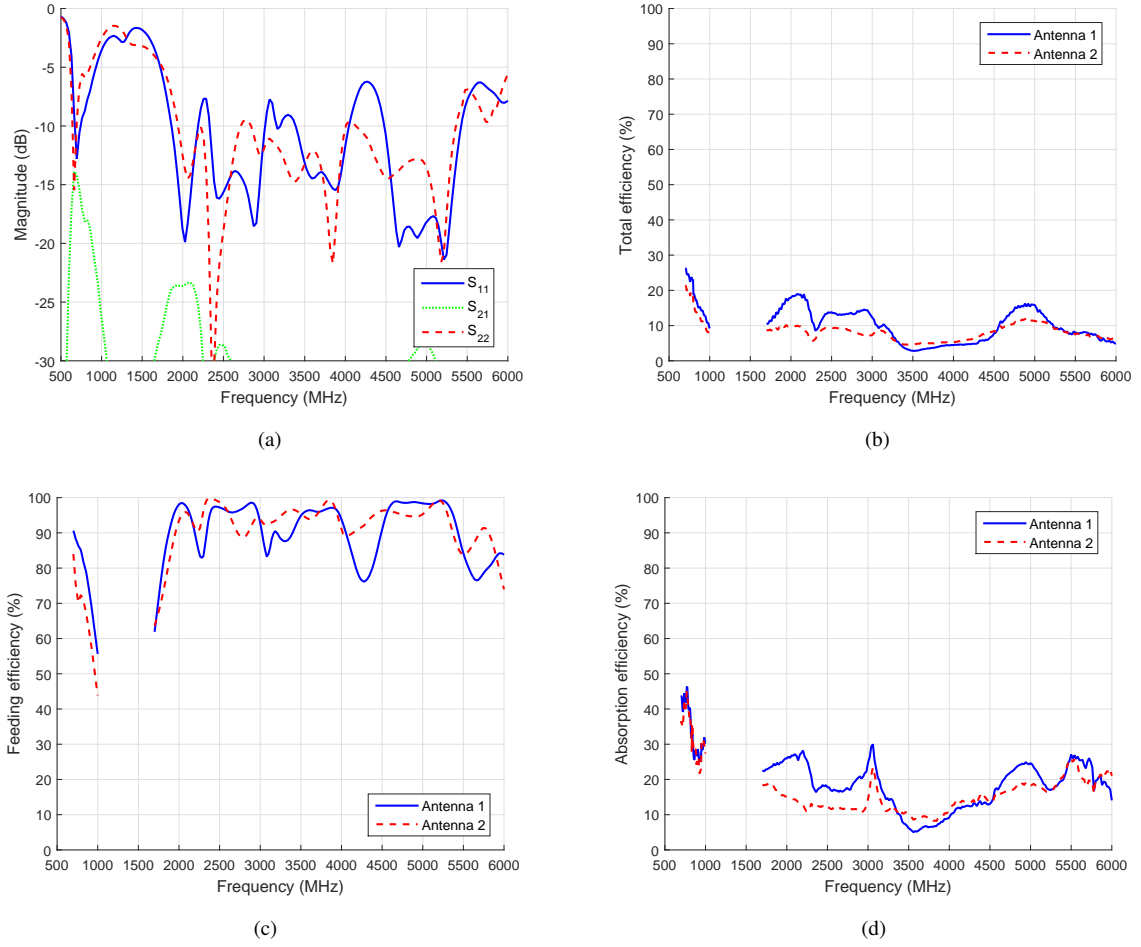 0
-5
-10
-15
-20
-25
-30
Magnitude (dB)
500 1000 1500 2000 2500 3000 3500 4000 4500 5000 5500 6000
Frequency (MHz)
S11
S21
S22
(a)
100
90
80
70
60
50
40
30
20
10
0
Total efficiency (%)
500 1000 1500 2000 2500 3000 3500 4000 4500 5000 5500 6000
Frequency (MHz)
Antenna 1
Antenna 2
(b)
100
90
80
70
60
50
40
30
20
10
0
Feeding efficiency (%)
500 1000 1500 2000 2500 3000 3500 4000 4500 5000 5500 6000
Frequency (MHz)
Antenna 1
Antenna 2
(c)
100
90
80
70
60
50
40
30
20
10
0
Absorption efficiency (%)
500 1000 1500 2000 2500 3000 3500 4000 4500 5000 5500 6000
Frequency (MHz)
Antenna 1
Antenna 2
(d)